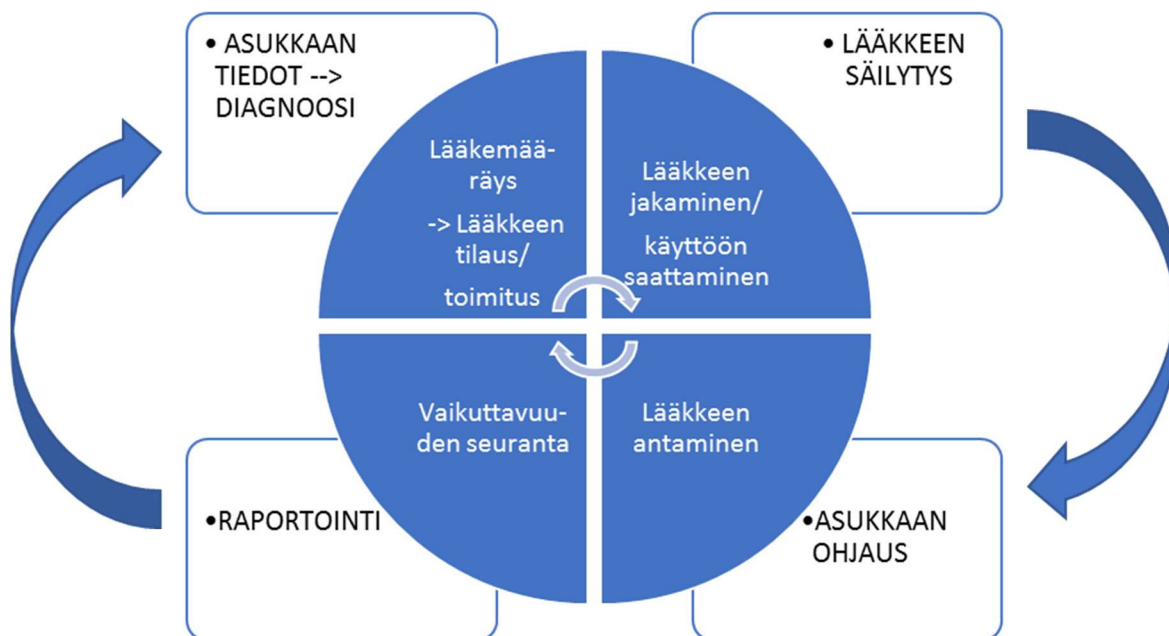 • ASUKKAAN
TIEDOT -->
DIAGNOOSI
• LÄÄKKEEN
SÄILYTYS
Lääkemää-
räys
-> Lääkkeen
tilaus/
toimitus
Lääkkeen
jakaminen/
käyttöön
saattaminen
Vaikuttavuu-
den seuranta
Lääkkeen
antaminen
•RAPORTOINTI
•ASUKKAAN
OHJAUS